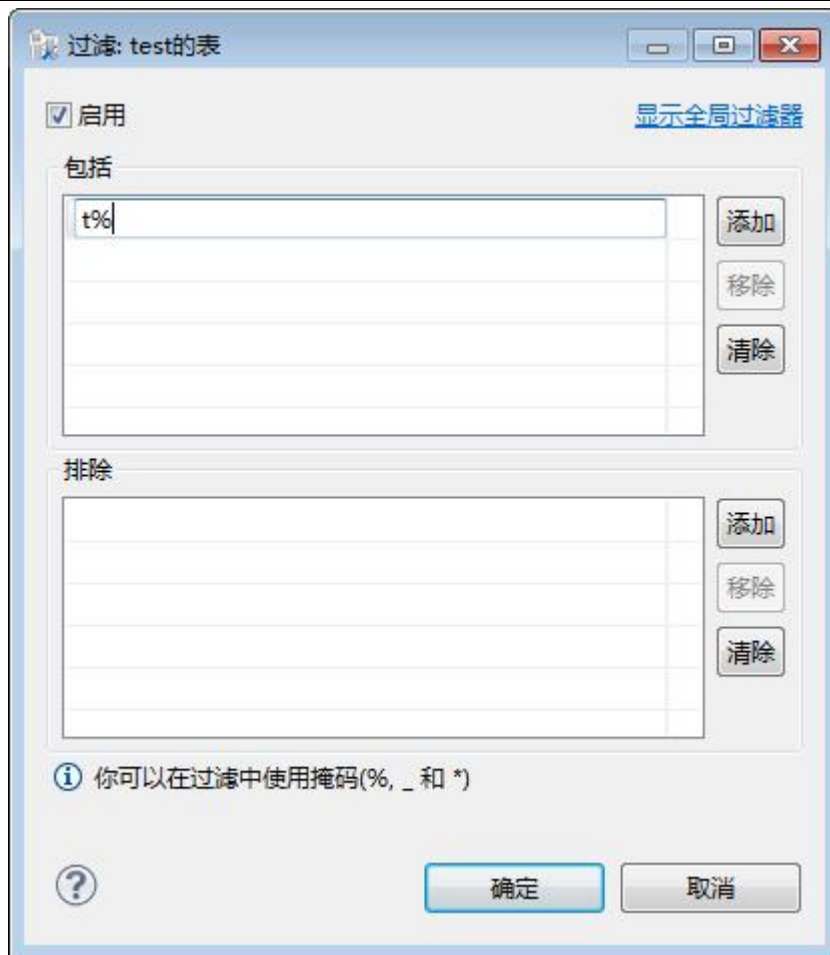 过滤: test的表
启用
显示全局过滤器
包括
t%
添加
移除
清除
排除
添加
移除
清除
你可以在过滤中使用掩码(%, _ 和 *)
确定
取消